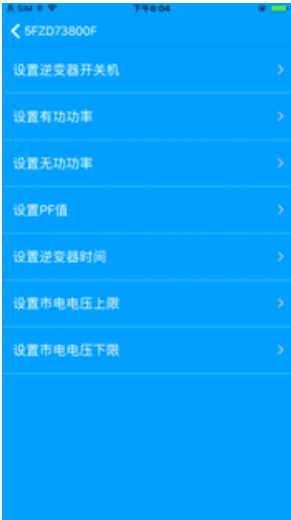 无SIM卡 下午8:04
5FZD73800F
设置逆变器开关机
设置有功功率
设置无功功率
设置PF值
设置逆变器时间
设置市电电压上限
设置市电电压下限